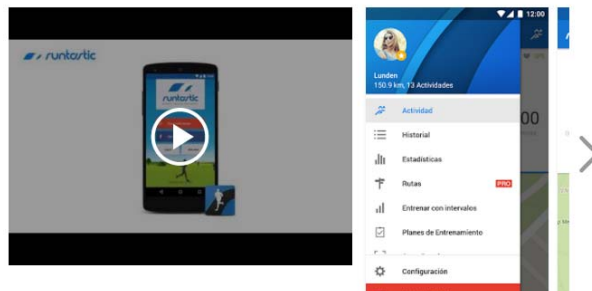 runtastic
runtastic
12:00
Lunden
150.9 km, 13 Actividades
Actividad
Historial
Estadísticas
Rutas PRO
Entrenar con intervalos
Planes de Entrenamiento
Configuración
00